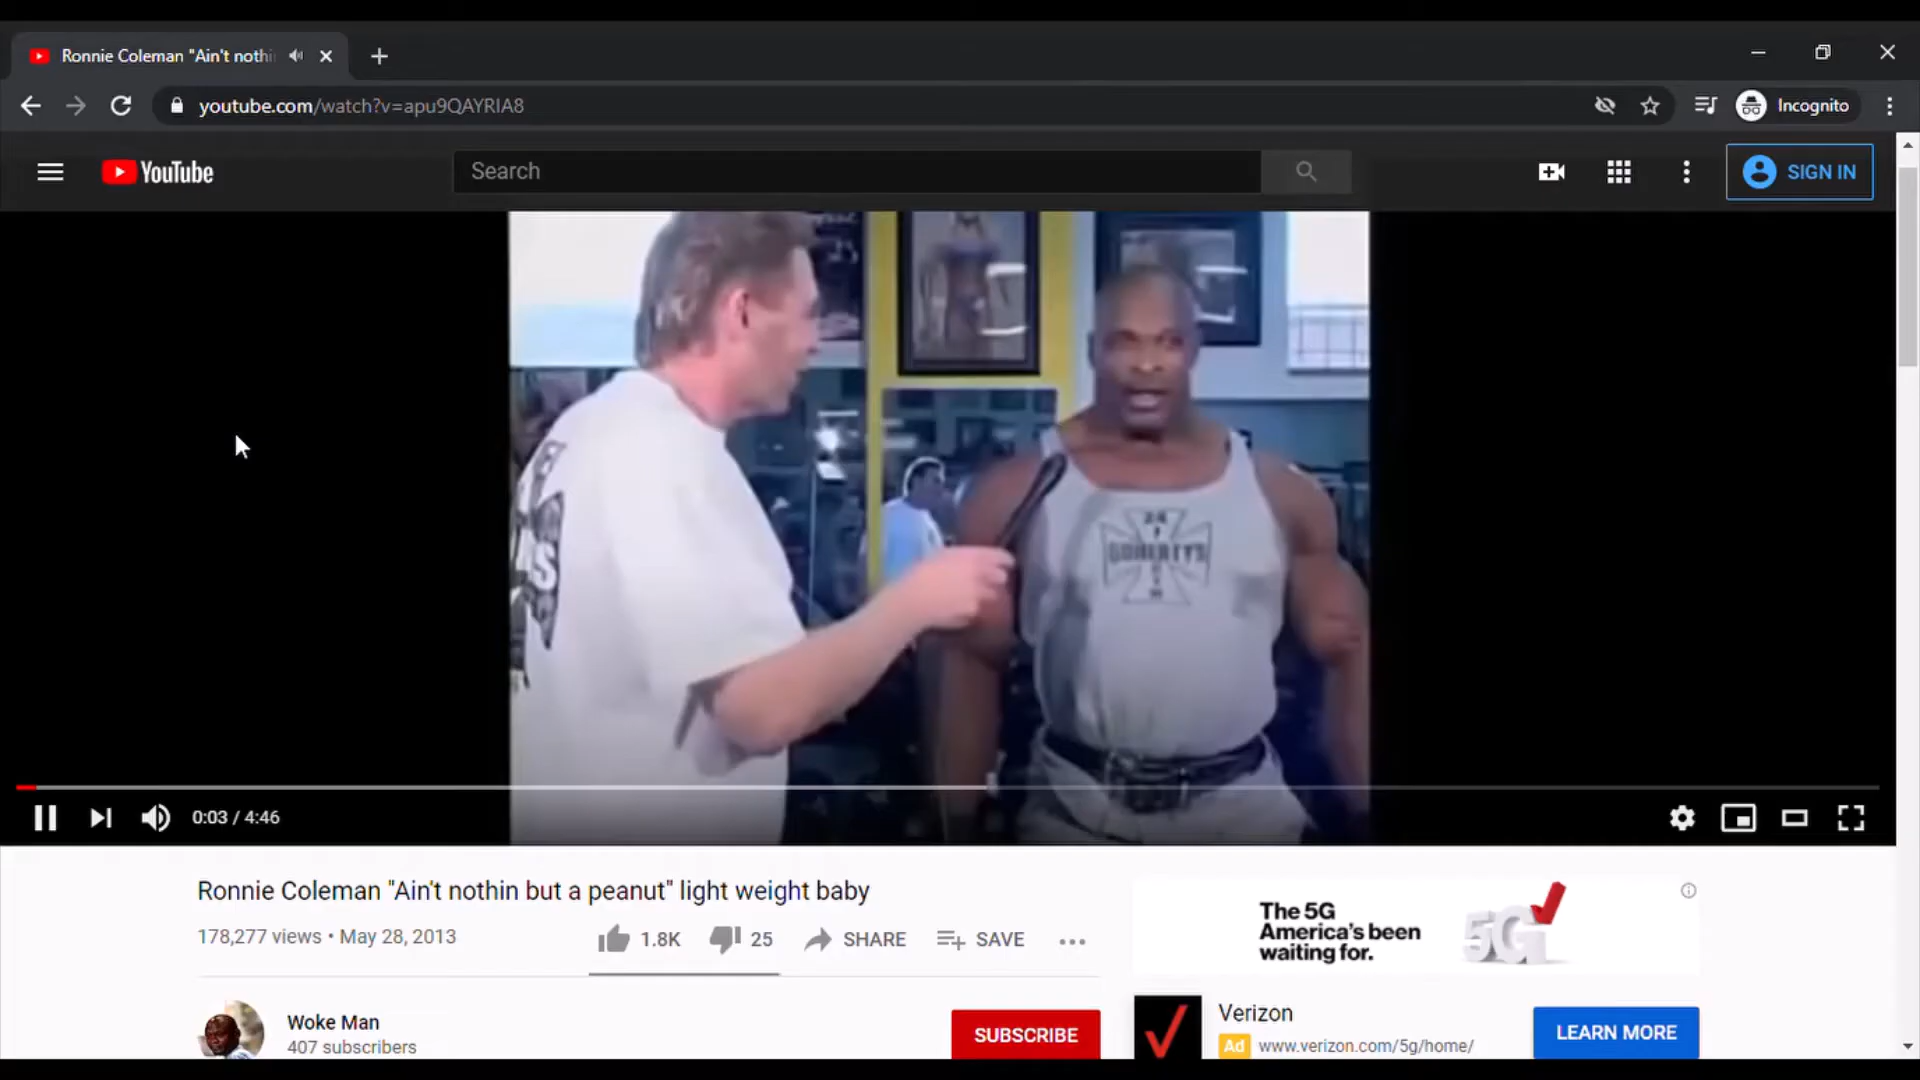 Ronnie Coleman "Ain't nothi
youtube.com/watch?v=apu9QAYRIA8
Incognito
YouTube
Search
SIGN IN
GOHERTYS
0:03 / 4:46
Ronnie Coleman "Ain't nothin but a peanut" light weight baby
178,277 views • May 28, 2013
1.8K
25
SHARE
SAVE
The 5G
America's been
waiting for.
5G
Woke Man
407 subscribers
SUBSCRIBE
Verizon
Ad www.verizon.com/5g/home/
LEARN MORE